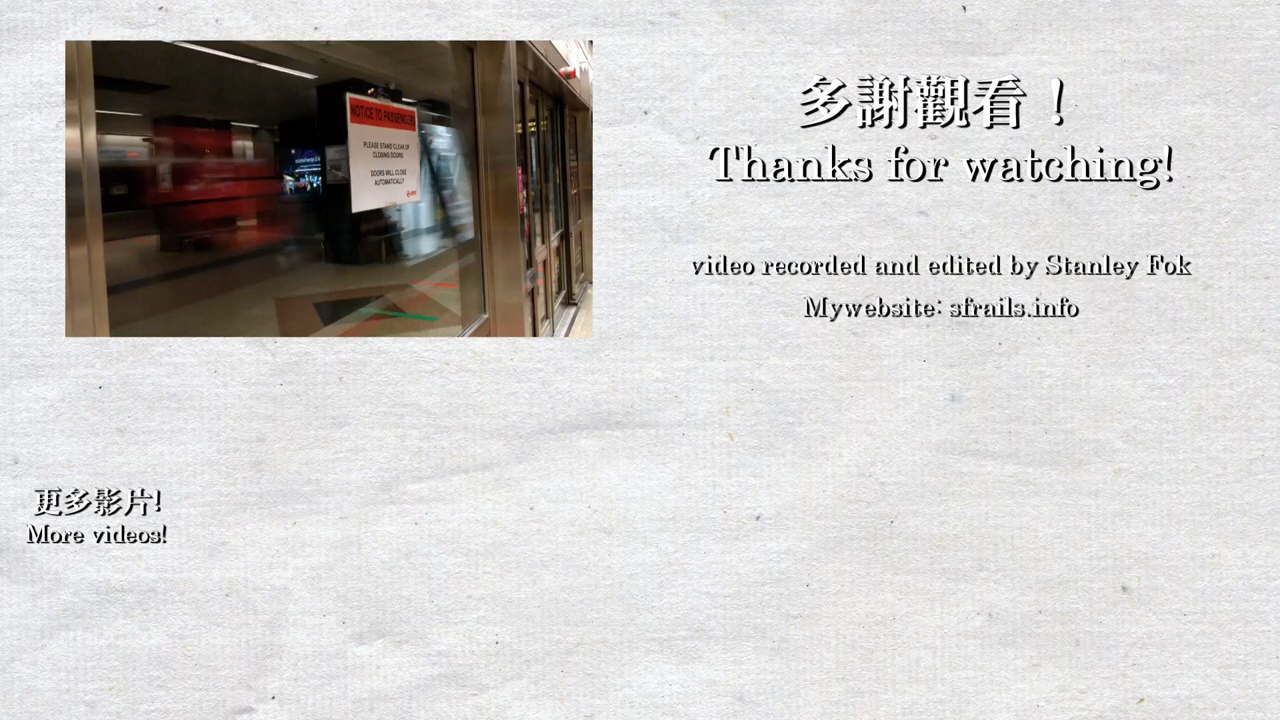 NOTICE TO PASSENGERS
PLEASE STAND CLEAR OF
CLOSING DOORS
DOORS WILL CLOSE
AUTOMATICALLY
多謝觀看！
Thanks for watching!
video recorded and edited by Stanley Fok
Mywebsite: sfrails.info
更多影片!
More videos!